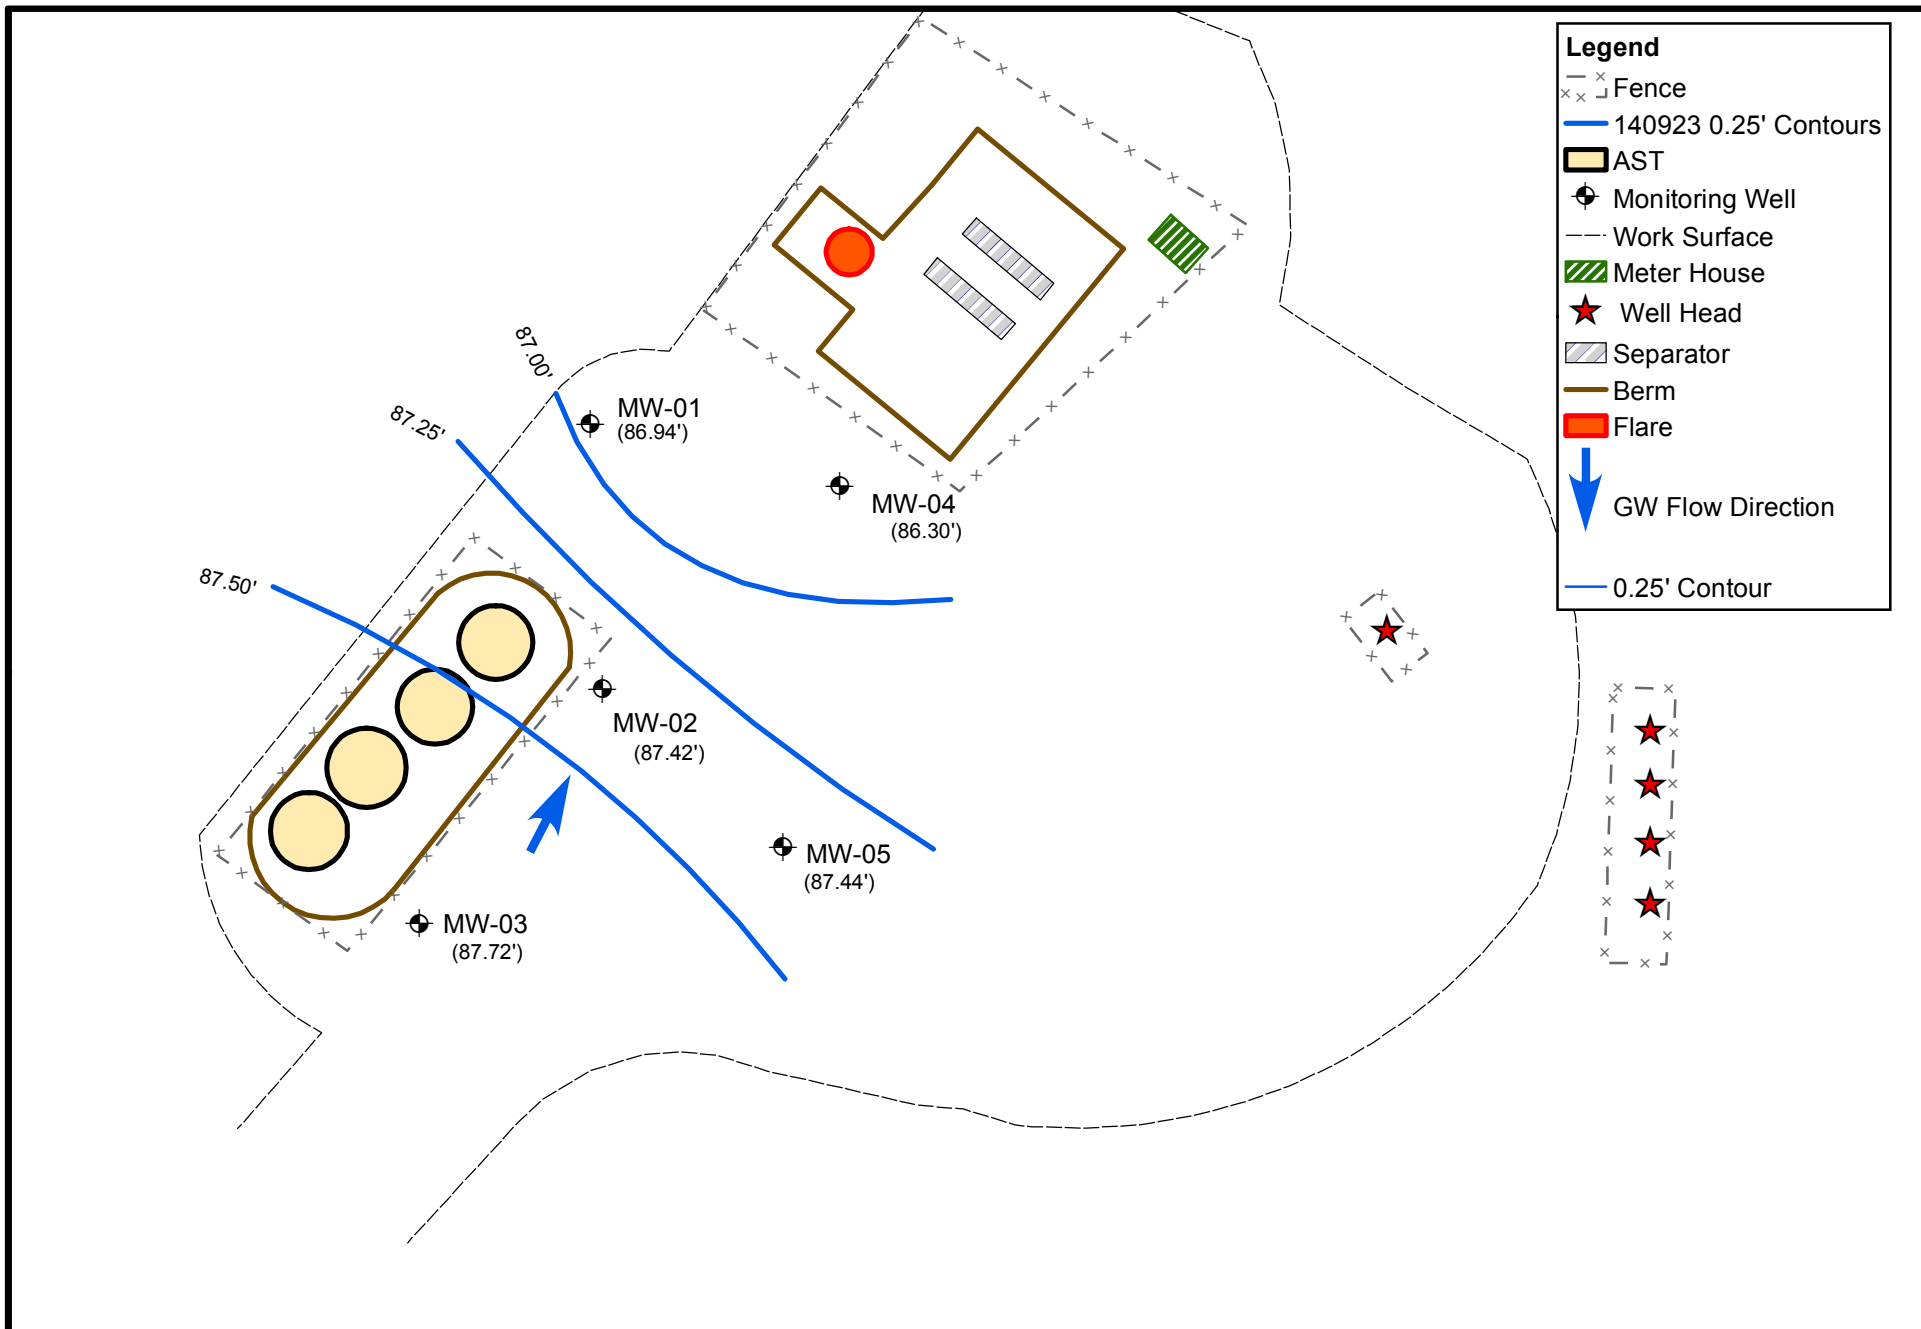 Legend
Fence
140923 0.25' Contours
AST
Monitoring Well
Work Surface
Meter House
Well Head
Separator
Berm
Flare
GW Flow Direction
0.25' Contour
87.00'
87.25'
87.50'
MW-01
(86.94')
MW-04
(86.30')
MW-02
(87.42')
MW-05
(87.44')
MW-03
(87.72')